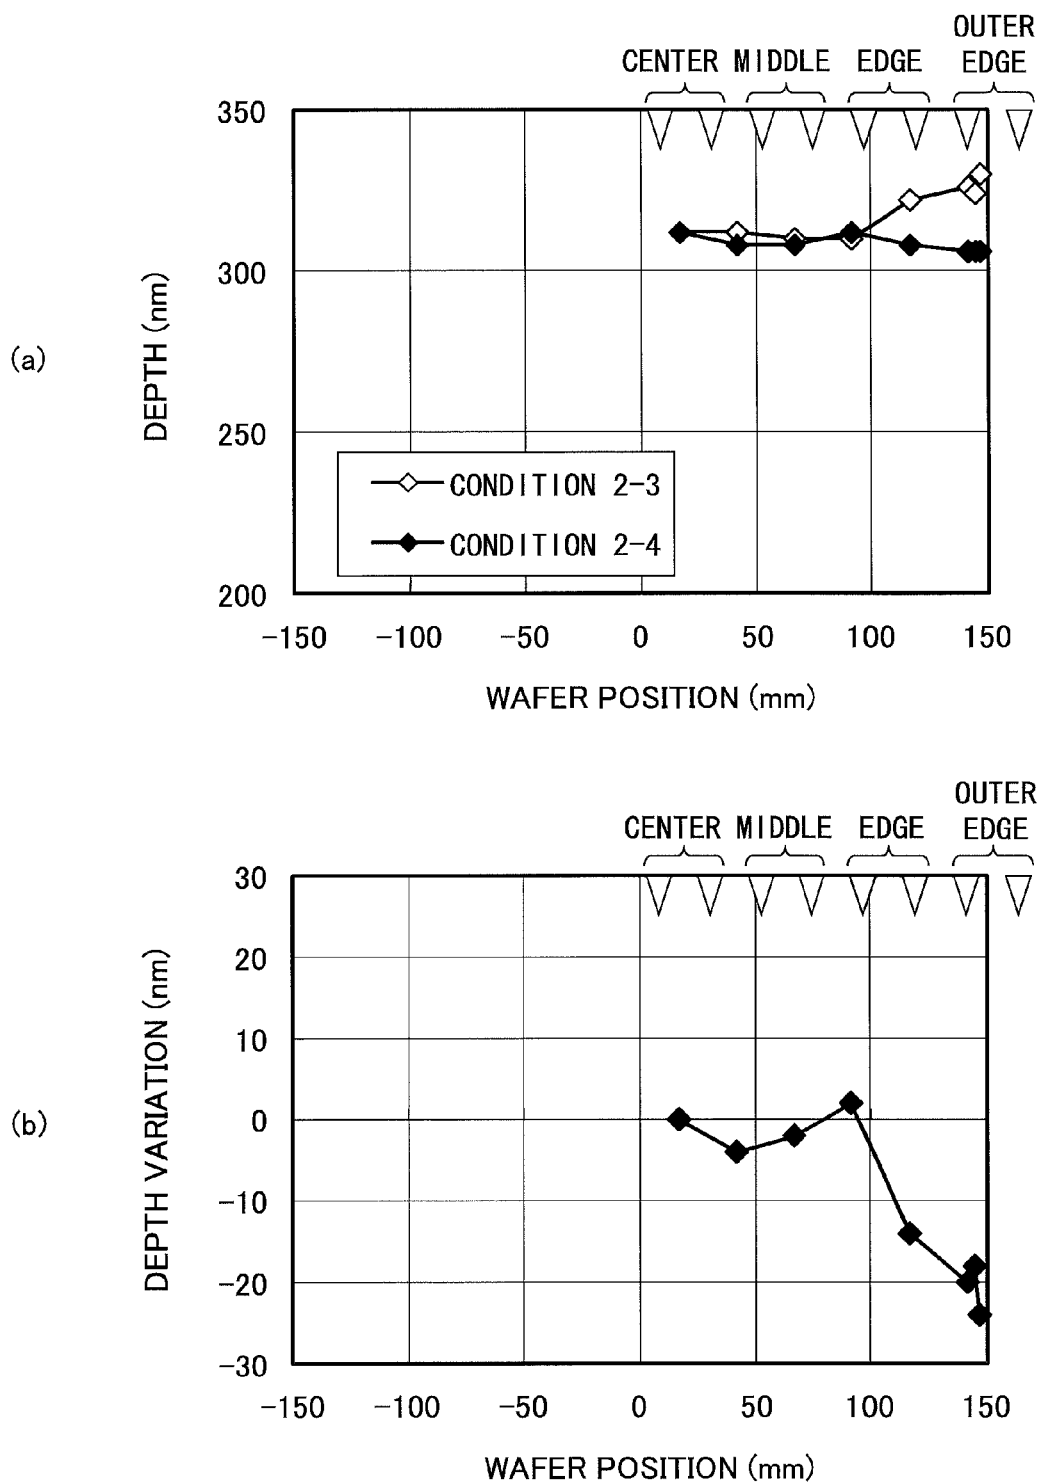 OUTER
CENTER MIDDLE EDGE EDGE
350
300
250
200
DEPTH (nm)
(a)
CONDITION 2-3
CONDITION 2-4
-150 -100 -50 0 50 100 150
WAFER POSITION (mm)
OUTER
CENTER MIDDLE EDGE EDGE
30
20
10
0
-10
-20
-30
DEPTH VARIATION (nm)
(b)
-150 -100 -50 0 50 100 150
WAFER POSITION (mm)